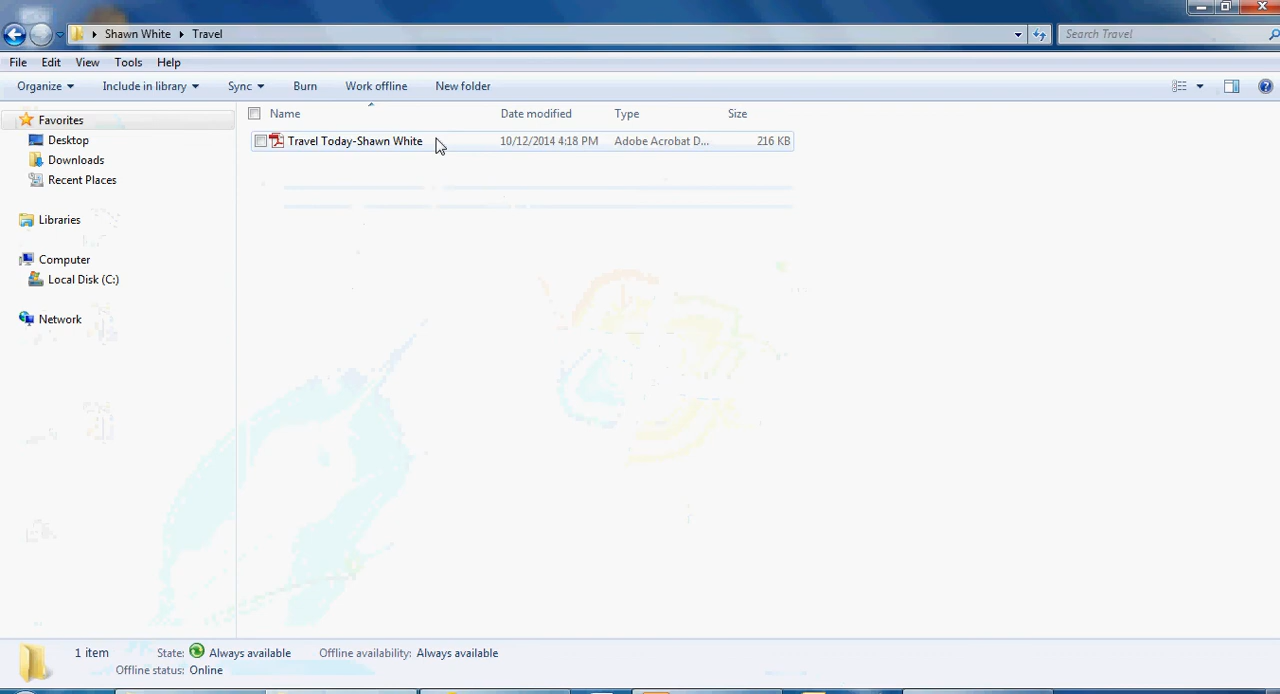 Shawn White Travel Search Travel
File Edit View Tools Help
Organize Include in library Sync Burn Work offline New folder
Favorites Name Date modified Type Size
Desktop Travel Today-Shawn White 10/12/2014 4:18 PM Adobe Acrobat D... 216 KB
Downloads
Recent Places
Libraries
Computer
Local Disk (C:)
Network
1 item State: Always available Offline availability: Always available
Offline status: Online